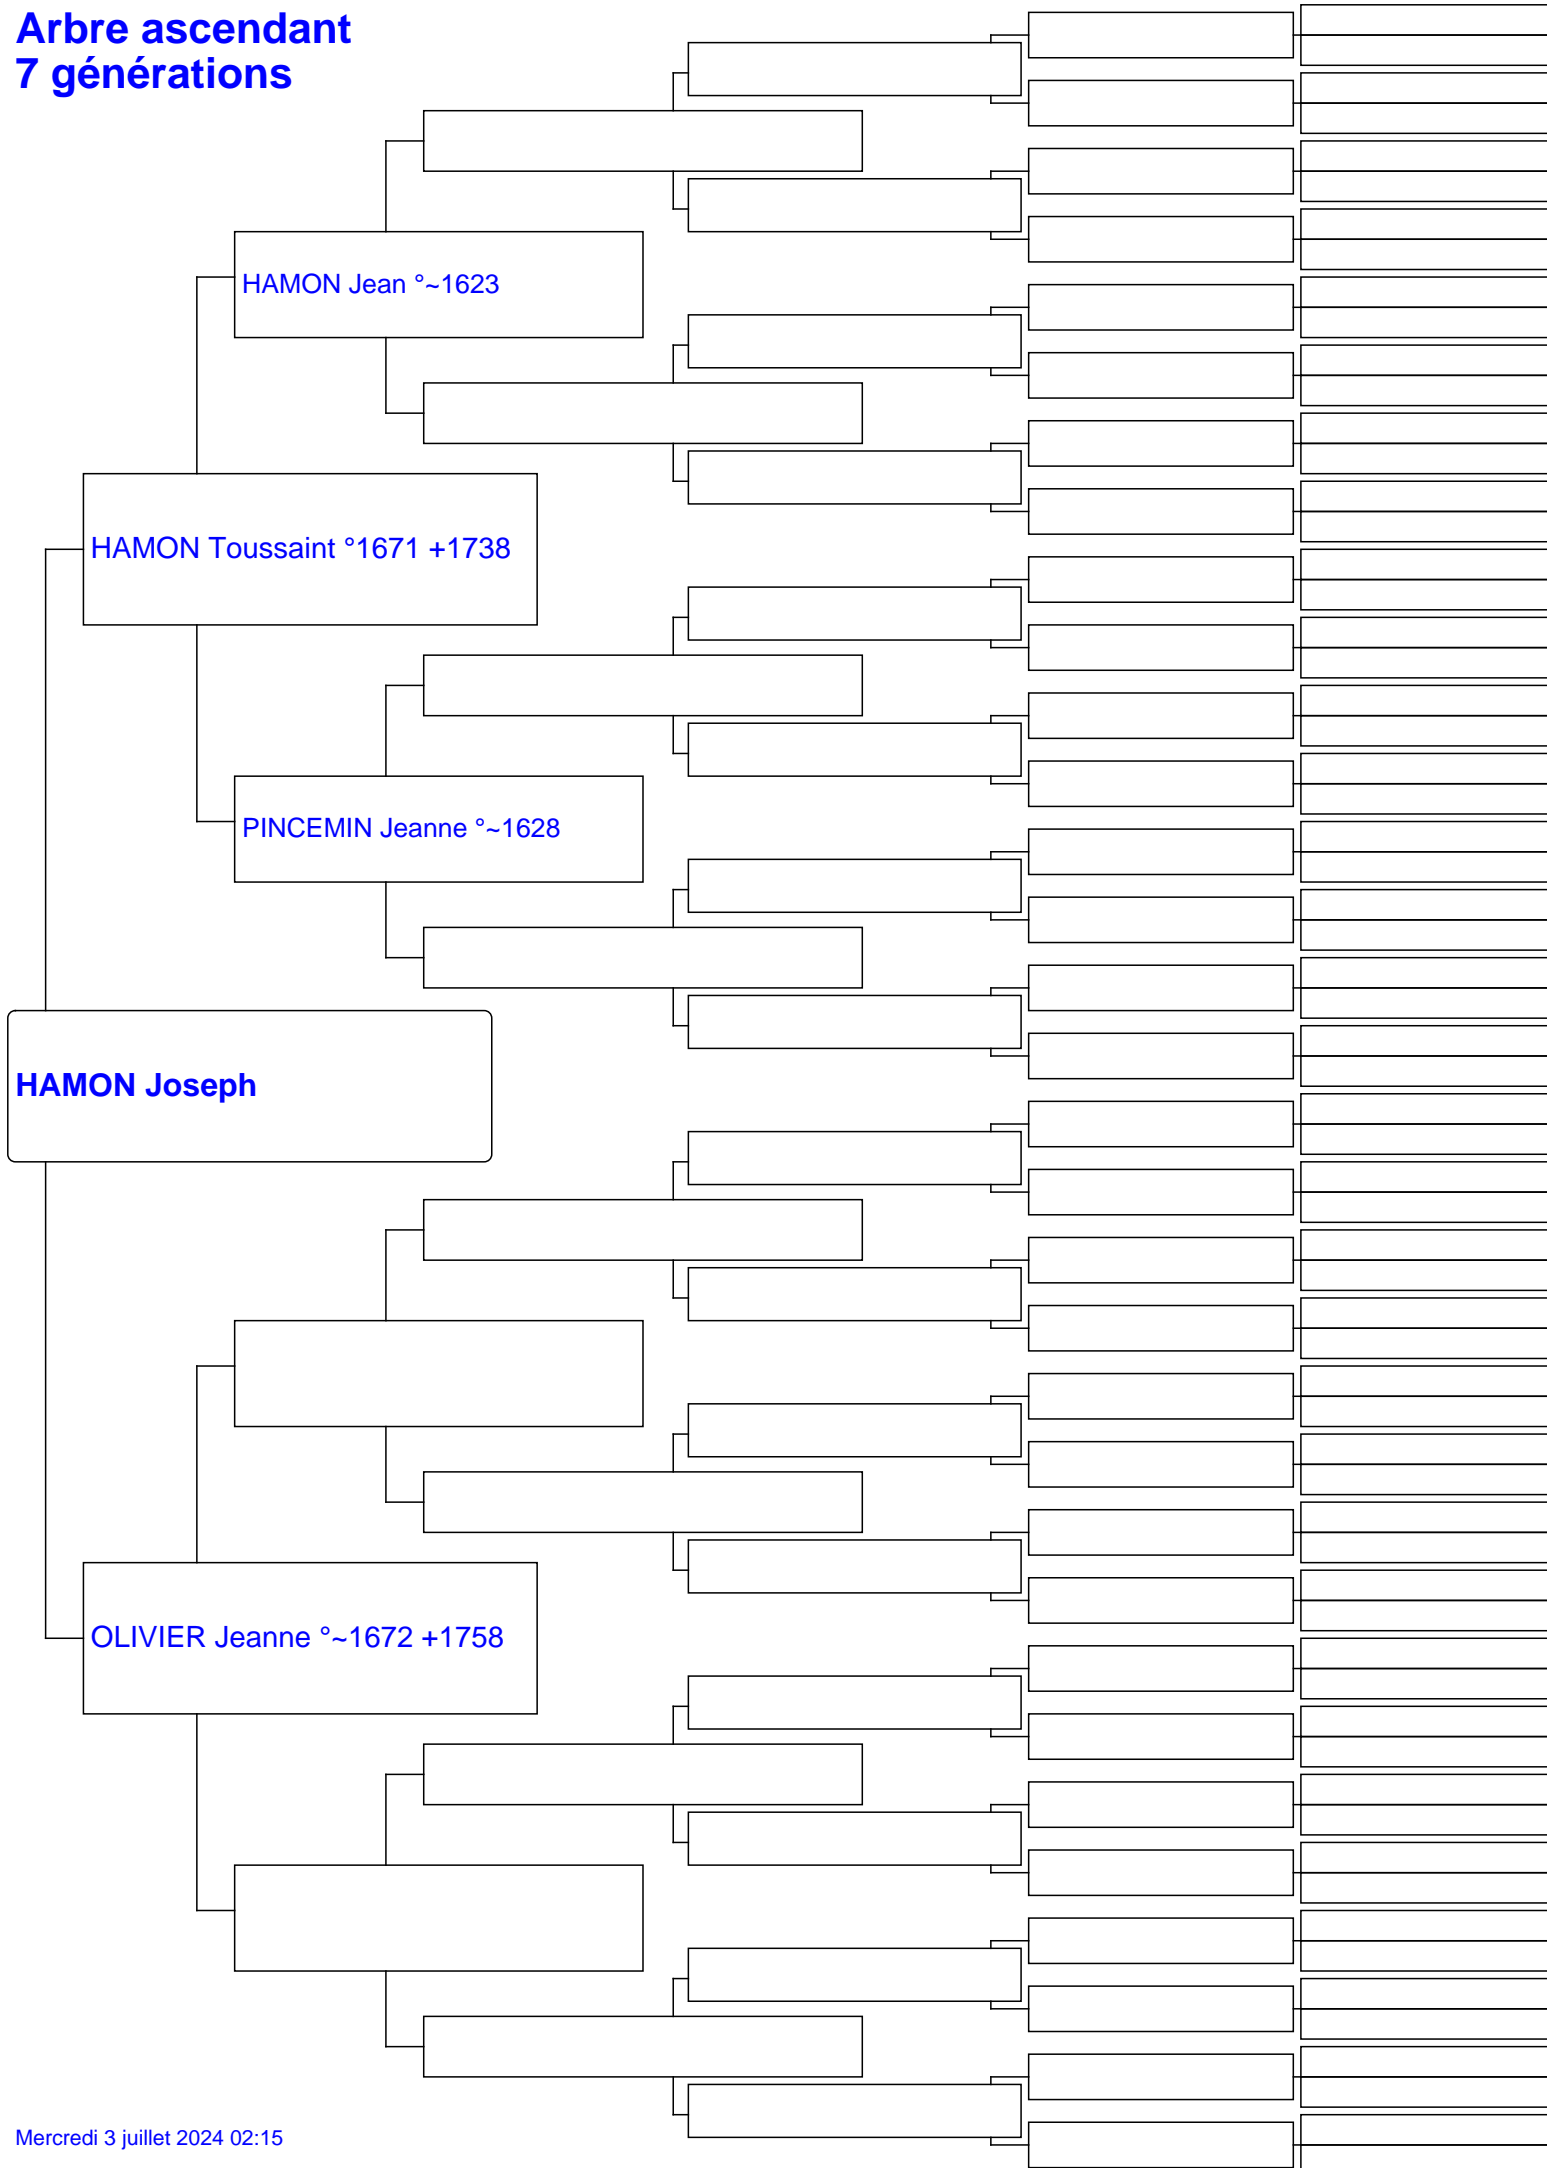 Arbre ascendant
7 générations
HAMON Jean °~1623
HAMON Toussaint °1671 +1738
PINCEMIN Jeanne °~1628
HAMON Joseph
OLIVIER Jeanne °~1672 +1758
Mercredi 3 juillet 2024 02:15